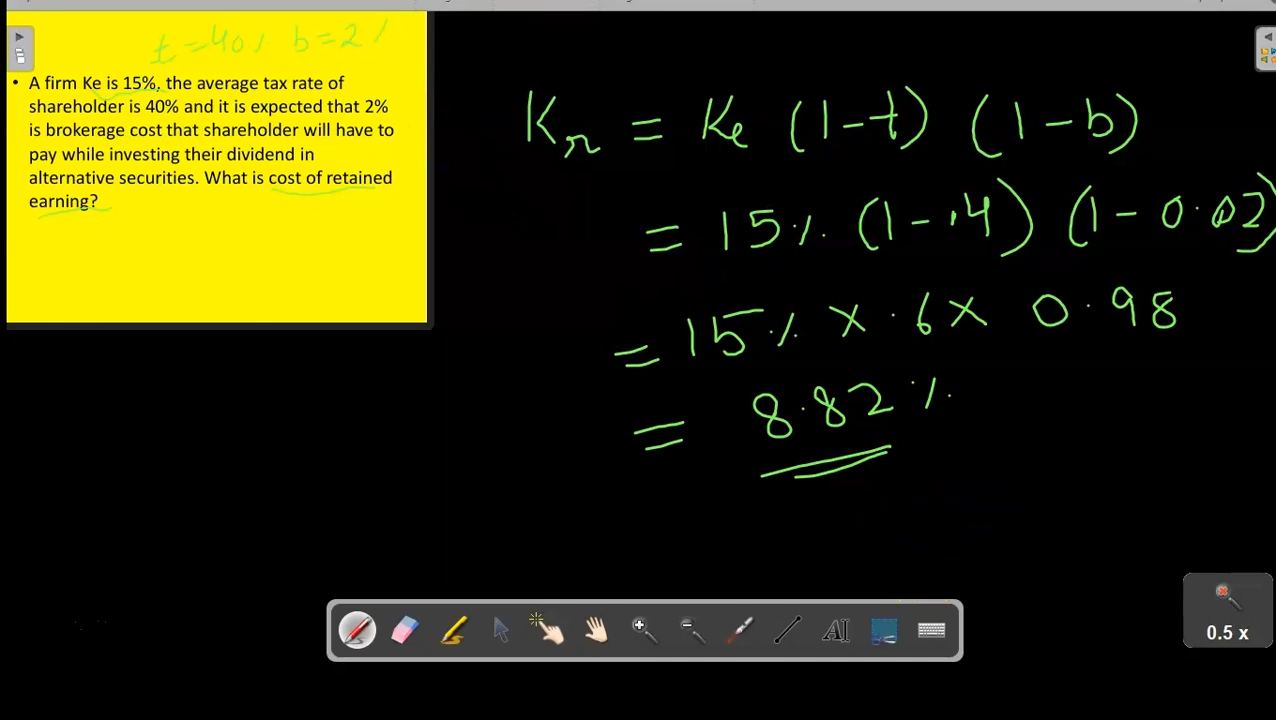 t = 40% b = 2%
• A firm Ke is 15%, the average tax rate of
shareholder is 40% and it is expected that 2%
is brokerage cost that shareholder will have to
pay while investing their dividend in
alternative securities. What is cost of retained
earning?
Kr = Ke (1-t) (1-b)
= 15% (1-.4) (1-0.02)
= 15% x .6 x 0.98
= 8.82%
AI
0.5 x